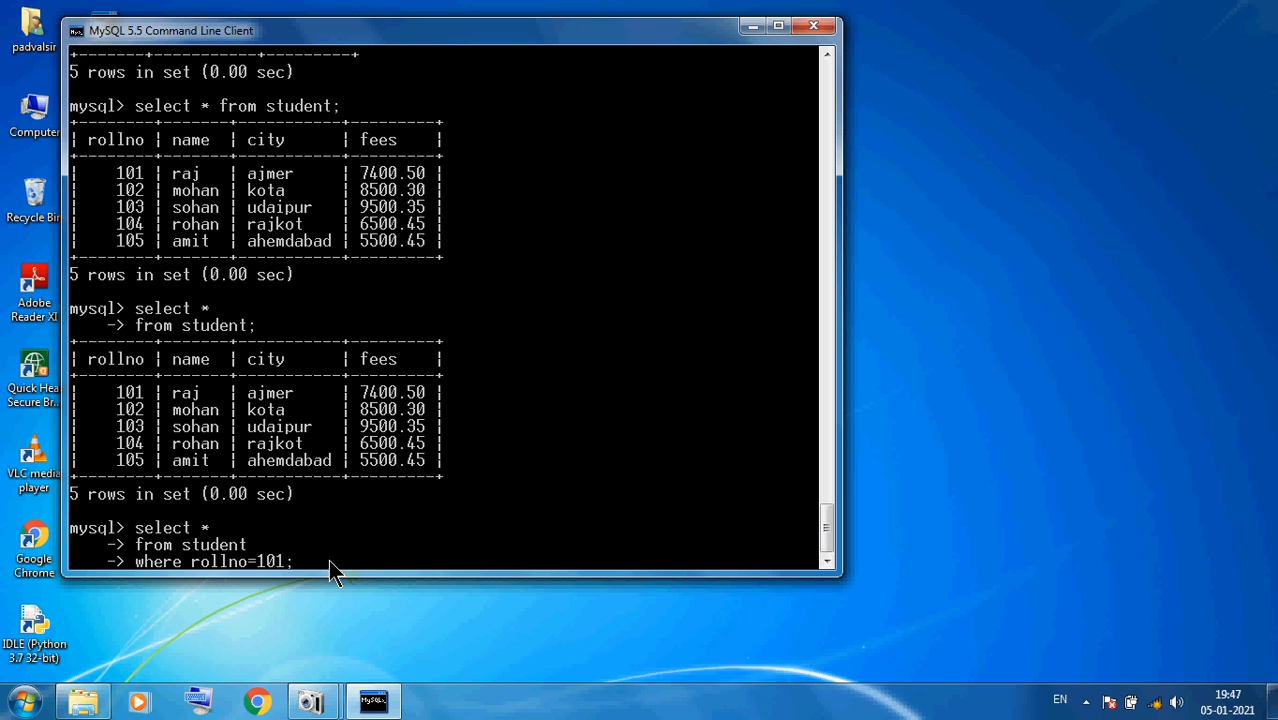 padvalsir
Computer
Recycle Bin
Adobe
Reader XI
Quick Hea
Secure Br...
VLC media
player
Google
Chrome
IDLE (Python
3.7 32-bit)
MySQL 5.5 Command Line Client
+--------+-----------+---------+
5 rows in set (0.00 sec)
mysql> select * from student;
+--------+-------+-----------+---------+
| rollno | name  | city      | fees    |
+--------+-------+-----------+---------+
|    101 | raj   | ajmer     | 7400.50 |
|    102 | mohan | kota      | 8500.30 |
|    103 | sohan | udaipur   | 9500.35 |
|    104 | rohan | rajkot    | 6500.45 |
|    105 | amit  | ahemdabad | 5500.45 |
+--------+-------+-----------+---------+
5 rows in set (0.00 sec)
mysql> select *
    -> from student;
+--------+-------+-----------+---------+
| rollno | name  | city      | fees    |
+--------+-------+-----------+---------+
|    101 | raj   | ajmer     | 7400.50 |
|    102 | mohan | kota      | 8500.30 |
|    103 | sohan | udaipur   | 9500.35 |
|    104 | rohan | rajkot    | 6500.45 |
|    105 | amit  | ahemdabad | 5500.45 |
+--------+-------+-----------+---------+
5 rows in set (0.00 sec)
mysql> select *
    -> from student
    -> where rollno=101;
MySQL
EN
19:47
05-01-2021